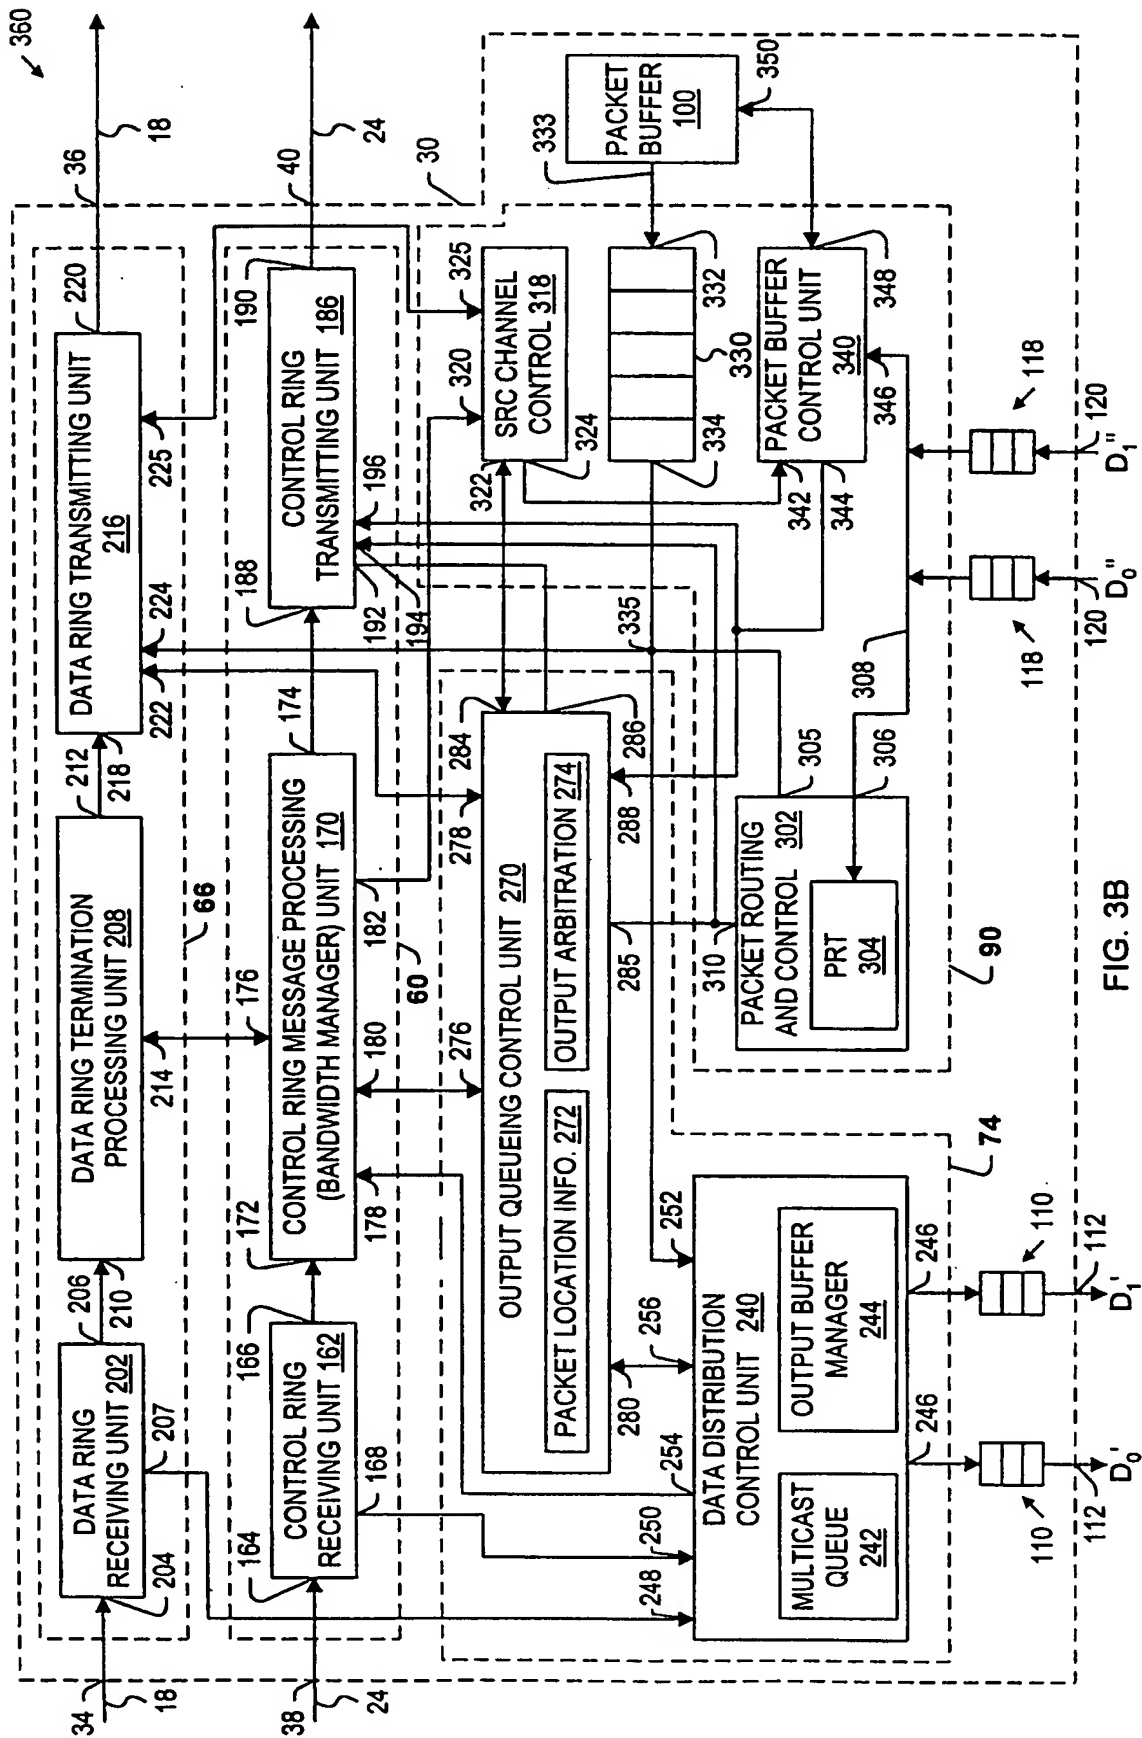 360
34
18
DATA RING
RECEIVING UNIT 202
204
206
207
210
DATA RING TERMINATION
PROCESSING UNIT 208
212
214
218
DATA RING TRANSMITTING UNIT
216
220
222
224
225
36
18
66
38
24
164
CONTROL RING
RECEIVING UNIT 162
166
168
172
CONTROL RING MESSAGE PROCESSING
(BANDWIDTH MANAGER) UNIT 170
174
176
178
180
182
188
CONTROL RING
TRANSMITTING UNIT 186
190
192
194
196
40
24
60
30
276
278
284
OUTPUT QUEUEING CONTROL UNIT 270
PACKET LOCATION INFO. 272
OUTPUT ARBITRATION 274
280
285
286
288
320
322
324
325
SRC CHANNEL
CONTROL 318
333
PACKET
BUFFER
100
350
332
330
334
335
342
344
346
348
PACKET BUFFER
CONTROL UNIT
340
248
250
254
256
252
DATA DISTRIBUTION
CONTROL UNIT 240
MULTICAST
QUEUE
242
OUTPUT BUFFER
MANAGER
244
246
246
310
PACKET ROUTING
AND CONTROL 302
PRT
304
305
306
308
74
90
110
110
112
112
D0'
D1'
118
118
120
120
D0"
D1"
FIG. 3B